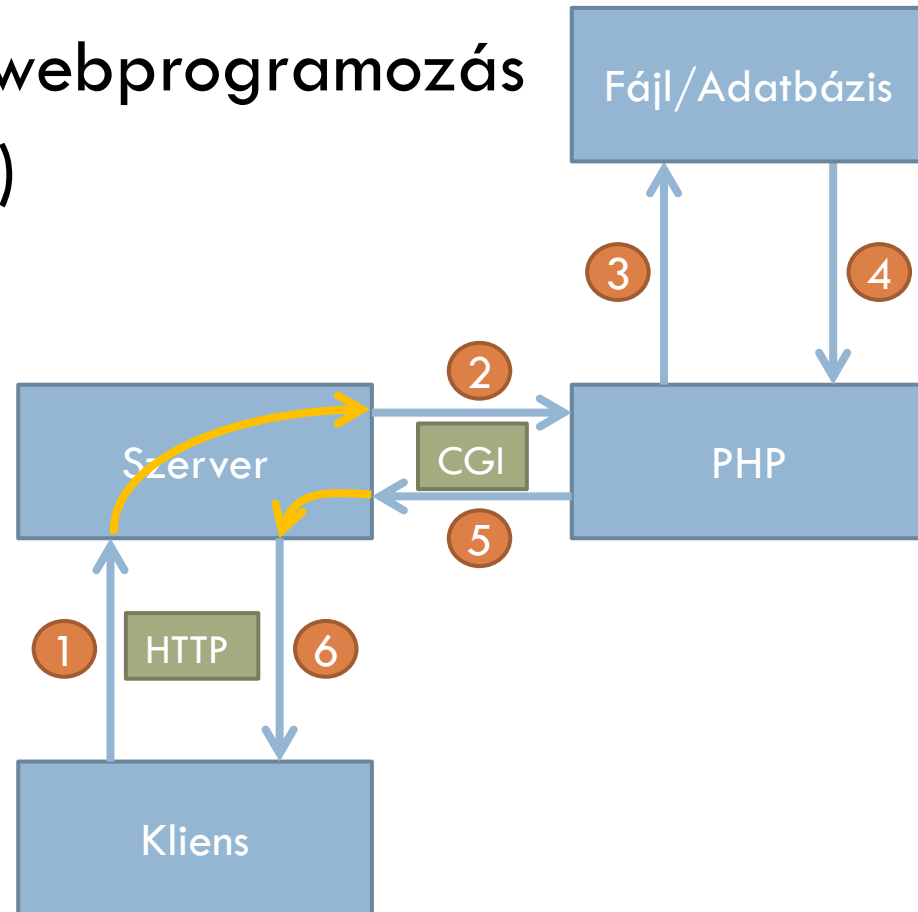 webprogramozás
)
Fájl/Adatbázis
3
4
2
Szerver
CGI
PHP
5
1
HTTP
6
Kliens